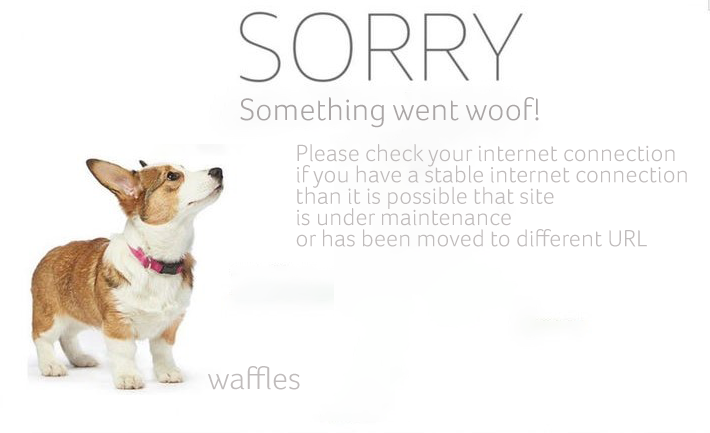 SORRY
Something went woof!
Please check your internet connection
if you have a stable internet connection
than it is possible that site
is under maintenance
or has been moved to different URL
waffles